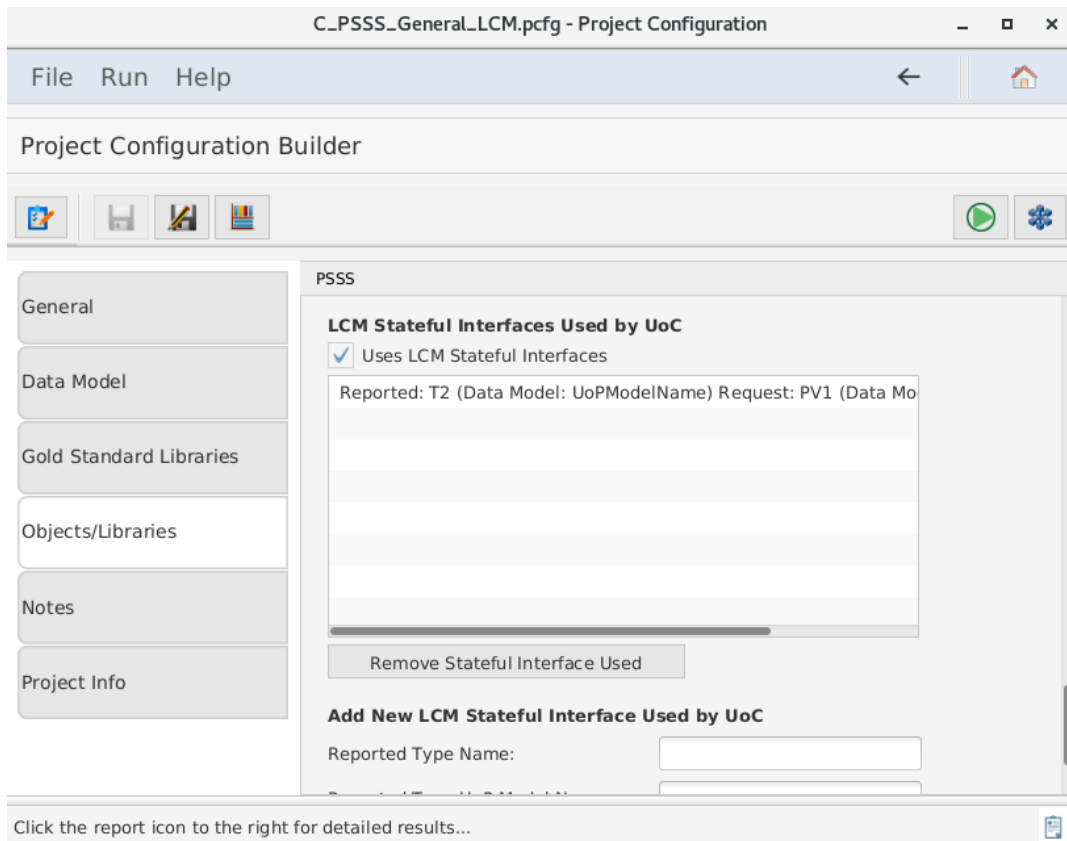 C_PSSS_General_LCM.pcfg - Project Configuration
File Run Help
Project Configuration Builder
PSSS
General
Data Model
Gold Standard Libraries
Objects/Libraries
Notes
Project Info
LCM Stateful Interfaces Used by UoC
Uses LCM Stateful Interfaces
Reported: T2 (Data Model: UoPModelName) Request: PV1 (Data Mo
Remove Stateful Interface Used
Add New LCM Stateful Interface Used by UoC
Reported Type Name:
Click the report icon to the right for detailed results...